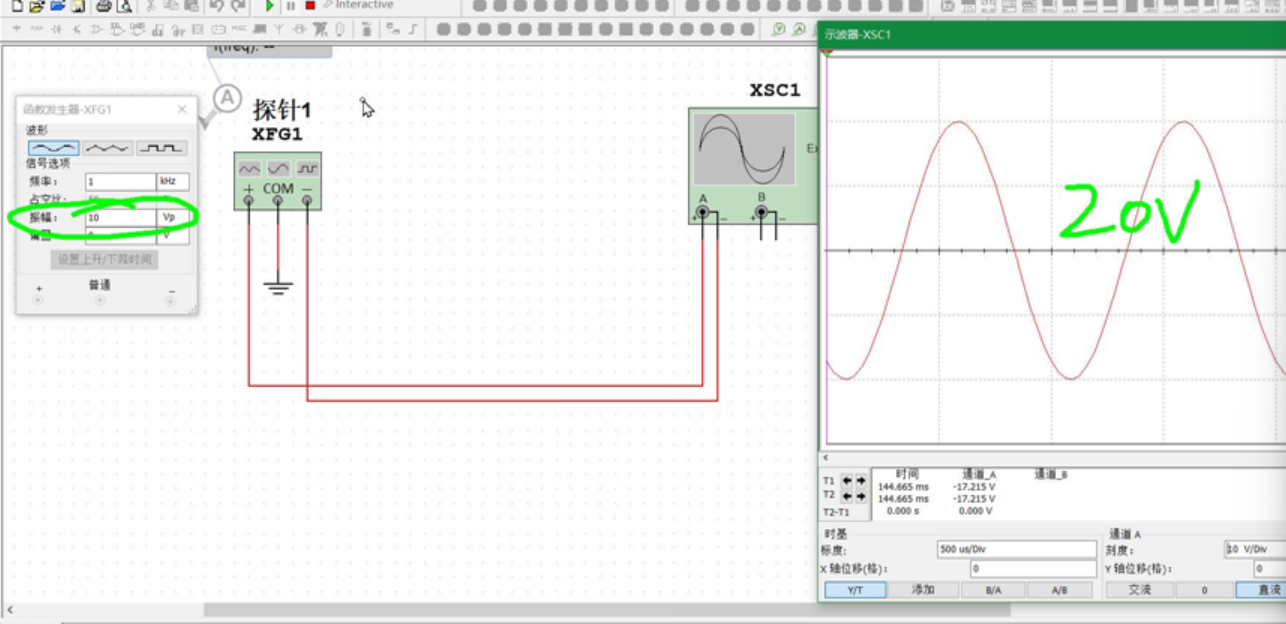 Interactive
f(freq): --
A
探针1
XFG1
+ COM −
函数发生器-XFG1
波形
信号选项
频率: 1 kHz
占空比:
振幅: 10 Vp
设置上升/下降时间
+ 普通 −
XSC1
A B
+ − + −
示波器-XSC1
20V
时间 通道_A 通道_B
T1 144.665 ms -17.215 V
T2 144.665 ms -17.215 V
T2-T1 0.000 s 0.000 V
时基
标度: 500 us/Div
X 轴位移(格): 0
Y/T 添加 B/A A/B
通道 A
刻度: 10 V/Div
Y 轴位移(格): 0
交流 0 直流